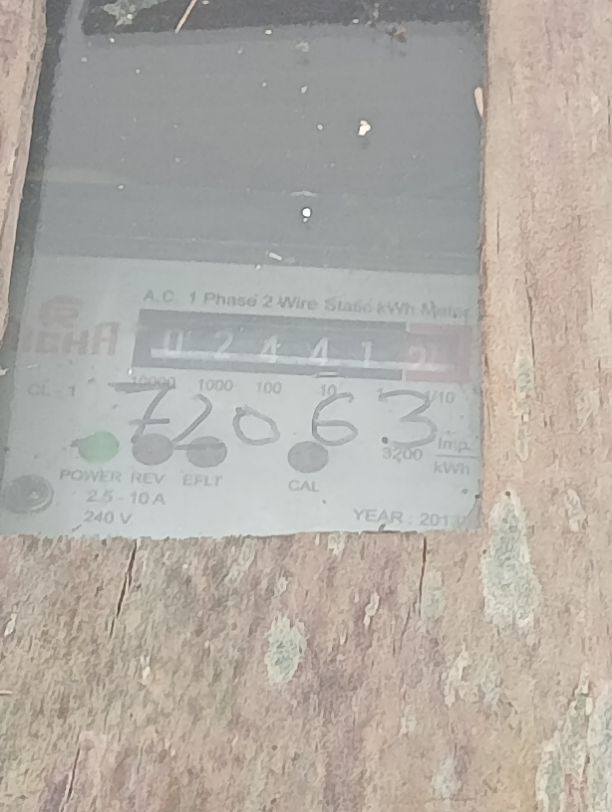 A.C. 1 Phase 2 Wire Static kWh Meter
0 2 4 4 1 2
10000 1000 100 10 1 1/10
CL - 1
72063
3200 Imp. kWh
POWER REV EFLT CAL
2.5 - 10 A
240 V
YEAR : 201